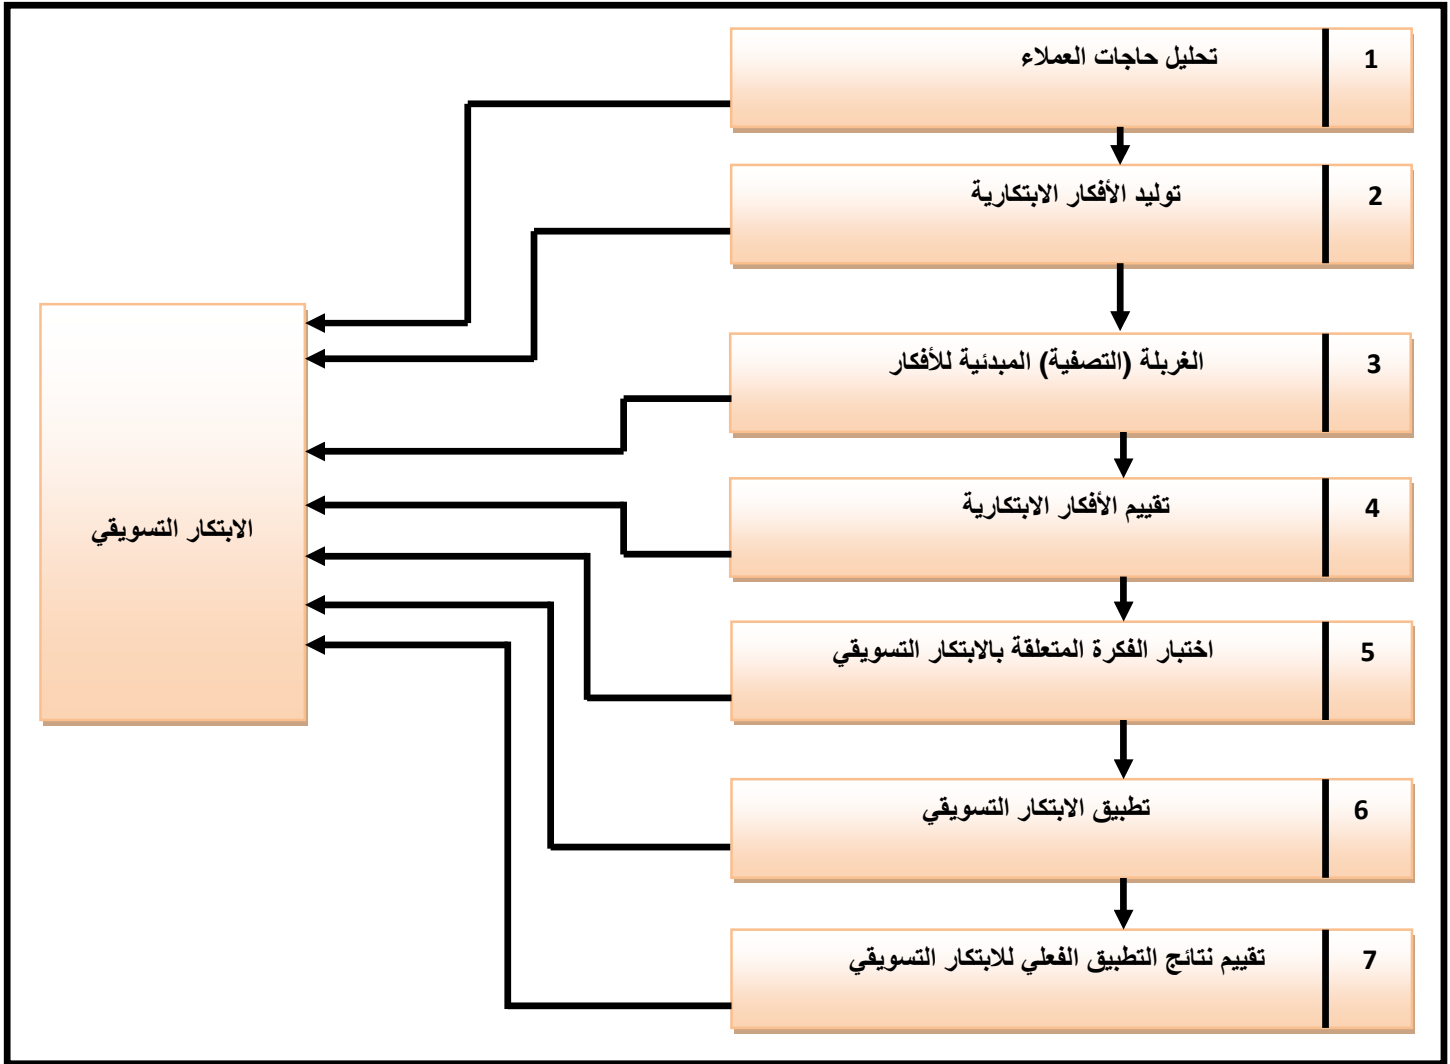 1 تحليل حاجات العملاء
2 توليد الأفكار الابتكارية
3 الغربلة (التصفية) المبدئية للأفكار
4 تقييم الأفكار الابتكارية
5 اختبار الفكرة المتعلقة بالابتكار التسويقي
6 تطبيق الابتكار التسويقي
7 تقييم نتائج التطبيق الفعلي للابتكار التسويقي
الابتكار التسويقي